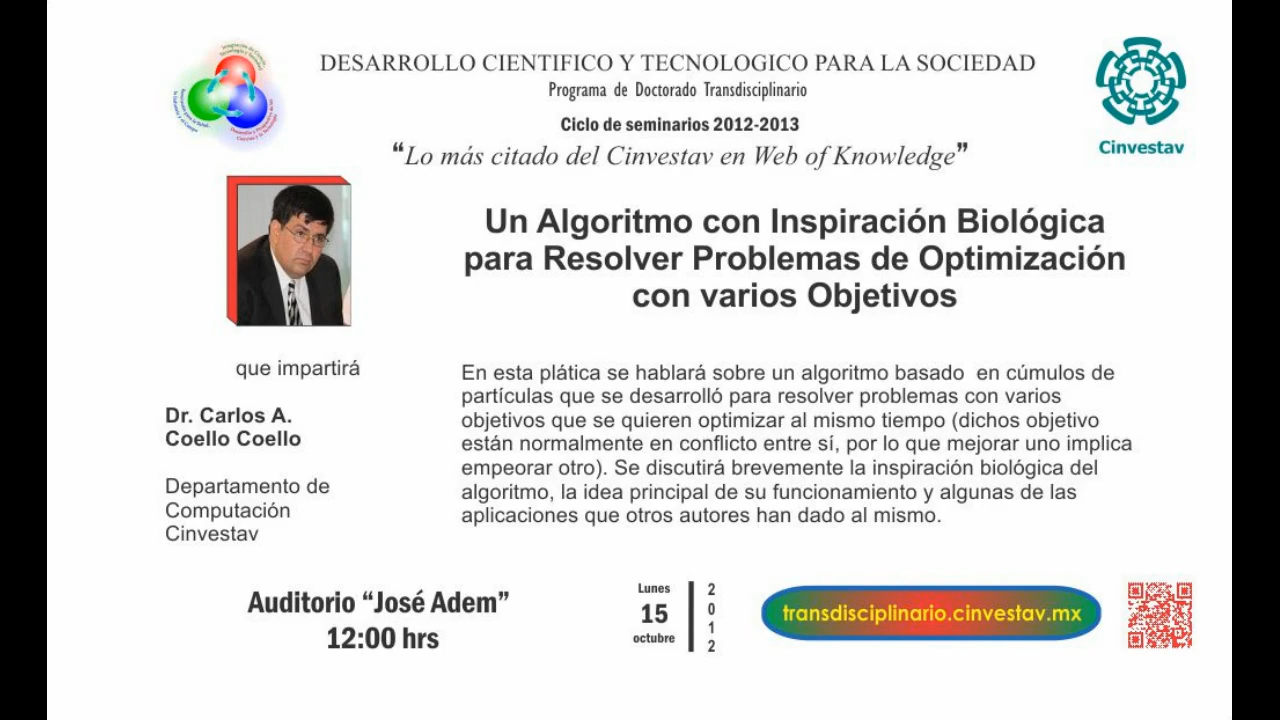 DESARROLLO CIENTIFICO Y TECNOLOGICO PARA LA SOCIEDAD
Programa de Doctorado Transdisciplinario
Ciclo de seminarios 2012-2013
“Lo más citado del Cinvestav en Web of Knowledge”
Cinvestav
Un Algoritmo con Inspiración Biológica
para Resolver Problemas de Optimización
con varios Objetivos
que impartirá
Dr. Carlos A.
Coello Coello
Departamento de
Computación
Cinvestav
En esta plática se hablará sobre un algoritmo basado  en cúmulos de
partículas que se desarrolló para resolver problemas con varios
objetivos que se quieren optimizar al mismo tiempo (dichos objetivo
están normalmente en conflicto entre sí, por lo que mejorar uno implica
empeorar otro). Se discutirá brevemente la inspiración biológica del
algoritmo, la idea principal de su funcionamiento y algunas de las
aplicaciones que otros autores han dado al mismo.
Auditorio “José Adem”
12:00 hrs
Lunes
15
octubre
2012
transdisciplinario.cinvestav.mx